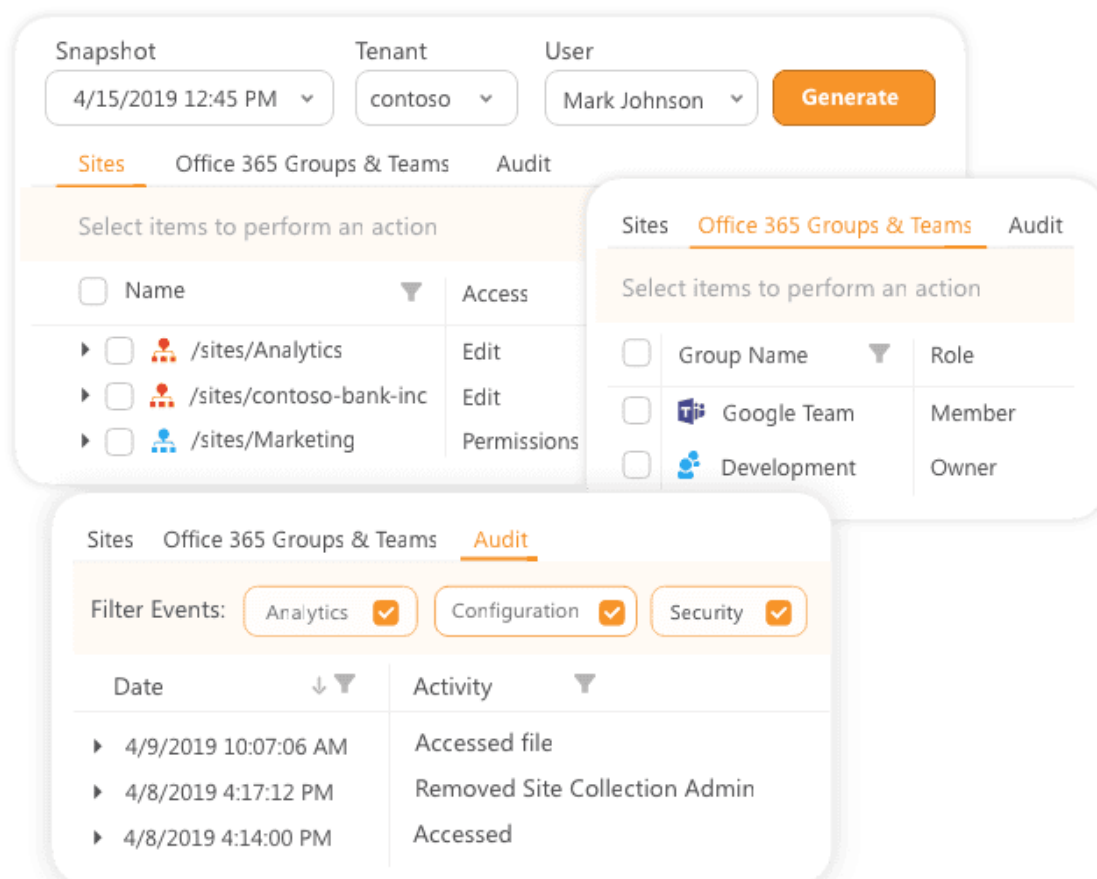 Snapshot Tenant User
4/15/2019 12:45 PM contoso Mark Johnson Generate
Sites Office 365 Groups & Teams Audit
Select items to perform an action
Name Access
/sites/Analytics Edit
/sites/contoso-bank-inc Edit
/sites/Marketing Permissions
Sites Office 365 Groups & Teams Audit
Select items to perform an action
Group Name Role
Google Team Member
Development Owner
Sites Office 365 Groups & Teams Audit
Filter Events: Analytics Configuration Security
Date Activity
4/9/2019 10:07:06 AM Accessed file
4/8/2019 4:17:12 PM Removed Site Collection Admin
4/8/2019 4:14:00 PM Accessed